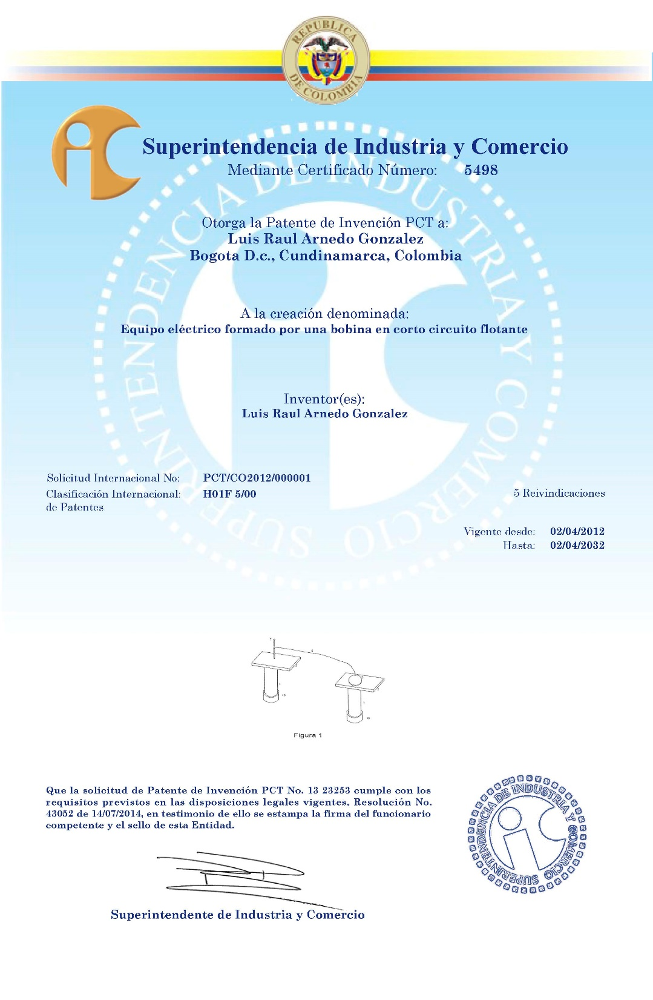 REPUBLICA
DE COLOMBIA
Superintendencia de Industria y Comercio
Mediante Certificado Número: 5498
Otorga la Patente de Invención PCT a:
Luis Raul Arnedo Gonzalez
Bogota D.c., Cundinamarca, Colombia
A la creación denominada:
Equipo eléctrico formado por una bobina en corto circuito flotante
Inventor(es):
Luis Raul Arnedo Gonzalez
Solicitud Internacional No: PCT/CO2012/000001
Clasificación Internacional: H01F 5/00
de Patentes
5 Reivindicaciones
Vigente desde: 02/04/2012
Hasta: 02/04/2032
SUPERINTENDENCIA DE INDUSTRIA Y COMERCIO
Figura 1
Que la solicitud de Patente de Invención PCT No. 13 23253 cumple con los
requisitos previstos en las disposiciones legales vigentes, Resolución No.
43052 de 14/07/2014, en testimonio de ello se estampa la firma del funcionario
competente y el sello de esta Entidad.
SUPERINTENDENCIA DE INDUSTRIA Y COMERCIO
Superintendente de Industria y Comercio